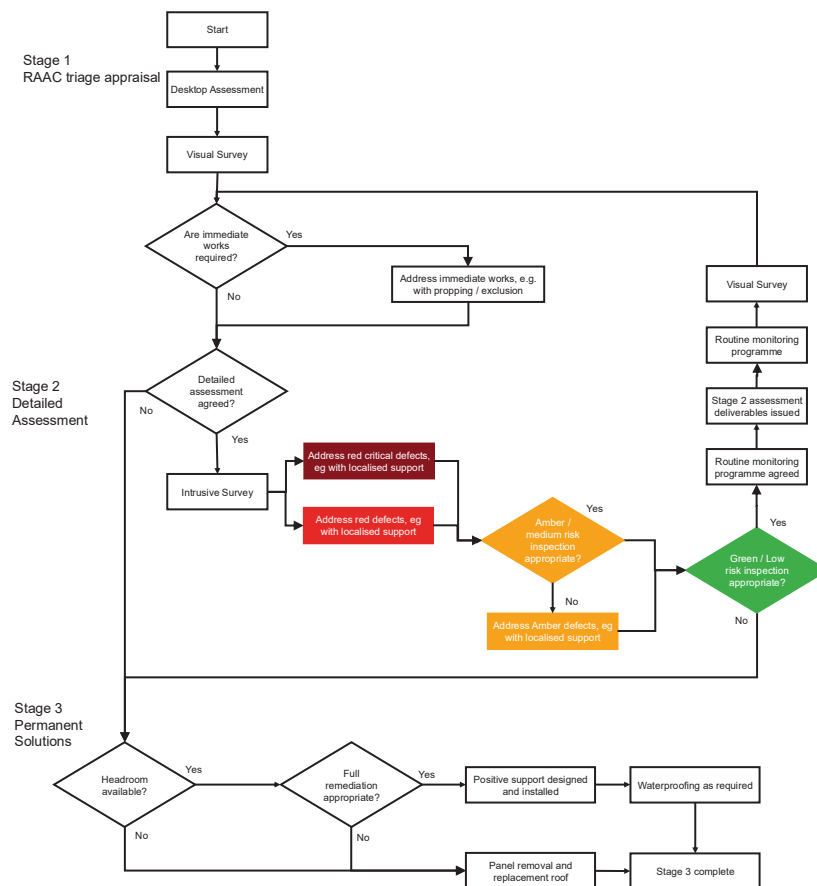 Start
Stage 1
RAAC triage appraisal
Desktop Assessment
Visual Survey
Are immediate
works
required?
Yes
No
Address immediate works, e.g.
with propping / exclusion
Visual Survey
Routine monitoring
programme
Stage 2
Detailed
Assessment
Detailed
assessment
agreed?
No
Yes
Stage 2 assessment
deliverables issued
Routine monitoring
programme agreed
Intrusive Survey
Address red critical defects,
eg with localised support
Address red defects, eg
with localised support
Amber /
medium risk
inspection
appropriate?
Yes
No
Address Amber defects, eg
with localised support
Green / Low
risk inspection
appropriate?
Yes
No
Stage 3
Permanent
Solutions
Headroom
available?
Yes
No
Full
remediation
appropriate?
Yes
No
Positive support designed
and installed
Waterproofing as required
Panel removal and
replacement roof
Stage 3 complete